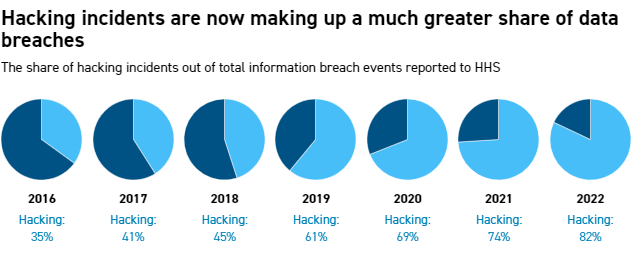 Hacking incidents are now making up a much greater share of data
breaches
The share of hacking incidents out of total information breach events reported to HHS
2016 2017 2018 2019 2020 2021 2022
Hacking: Hacking: Hacking: Hacking: Hacking: Hacking: Hacking:
35% 41% 45% 61% 69% 74% 82%